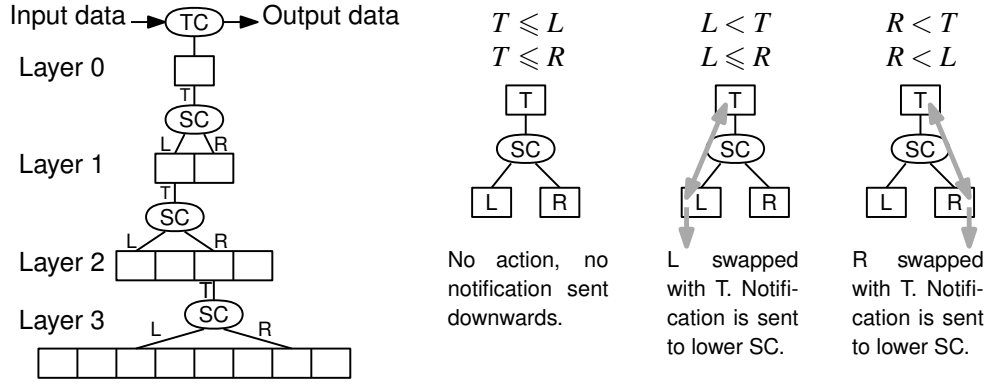 Input data TC Output data
Layer 0
T
SC
L R
Layer 1
T
SC
L R
Layer 2
T
SC
Layer 3
L R
T ⩽ L
T ⩽ R
T
SC
L R
No action, no
notification sent
downwards.
L < T
L ⩽ R
T
SC
L R
L swapped
with T. Notifi-
cation is sent
to lower SC.
R < T
R < L
T
SC
L R
R swapped
with T. Notifi-
cation is sent
to lower SC.